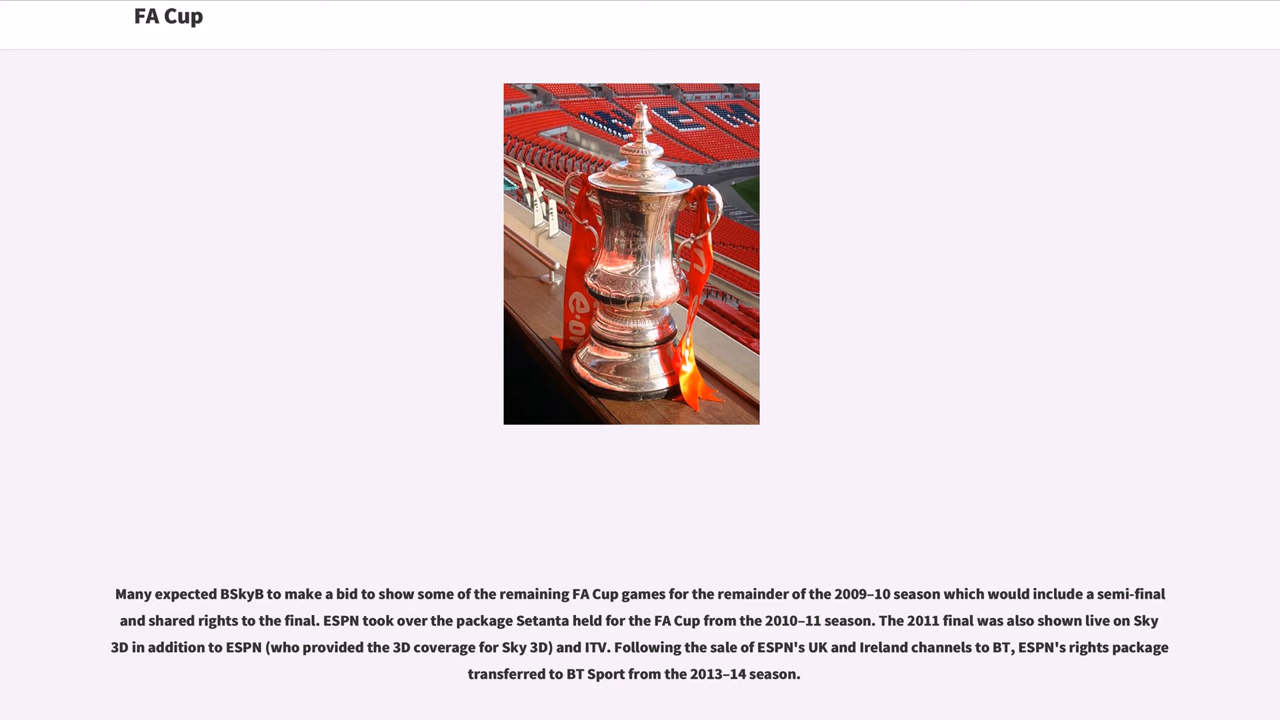 FA Cup
WEM
e·on
Many expected BSkyB to make a bid to show some of the remaining FA Cup games for the remainder of the 2009–10 season which would include a semi-final
and shared rights to the final. ESPN took over the package Setanta held for the FA Cup from the 2010–11 season. The 2011 final was also shown live on Sky
3D in addition to ESPN (who provided the 3D coverage for Sky 3D) and ITV. Following the sale of ESPN's UK and Ireland channels to BT, ESPN's rights package
transferred to BT Sport from the 2013–14 season.